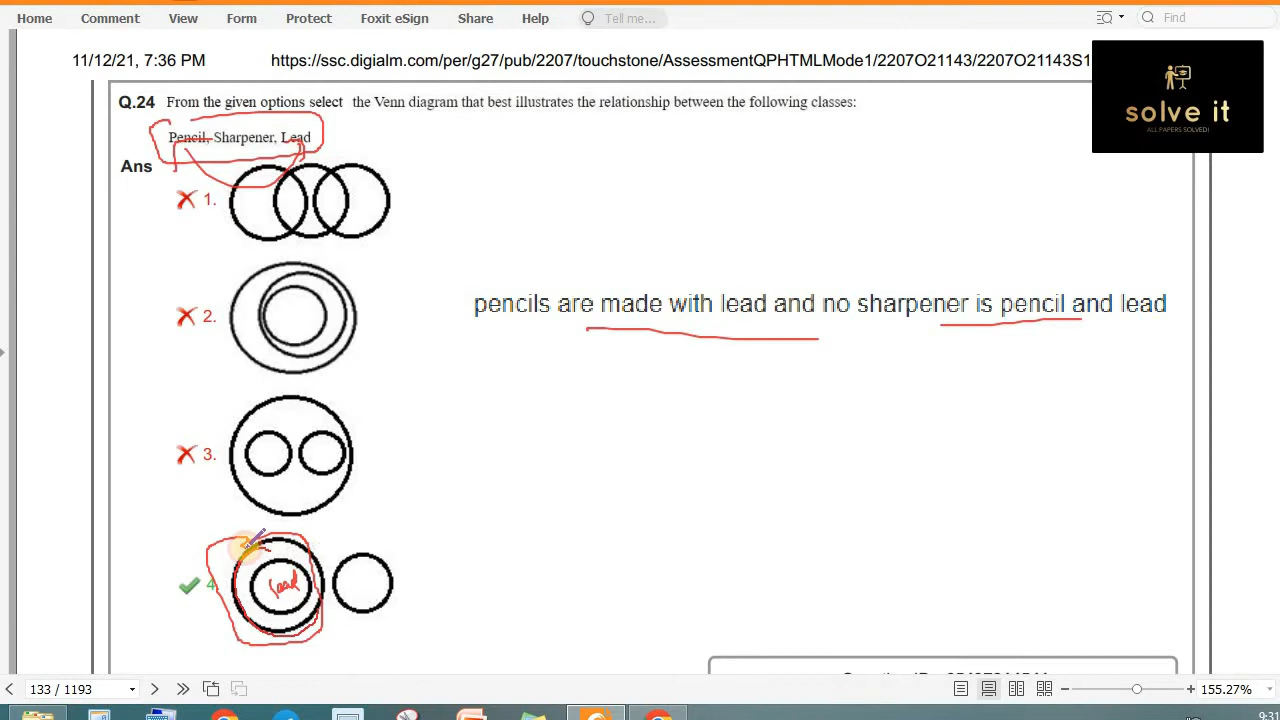 Home Comment View Form Protect Foxit eSign Share Help Tell me... Find
11/12/21, 7:36 PM https://ssc.digialm.com/per/g27/pub/2207/touchstone/AssessmentQPHTMLMode1/2207O21143/2207O21143S1
solve it
ALL PAPERS SOLVED!
Q.24 From the given options select the Venn diagram that best illustrates the relationship between the following classes:
Pencil, Sharpener, Lead
Ans
1.
2.
pencils are made with lead and no sharpener is pencil and lead
3.
4
lead
133 / 1193 155.27%